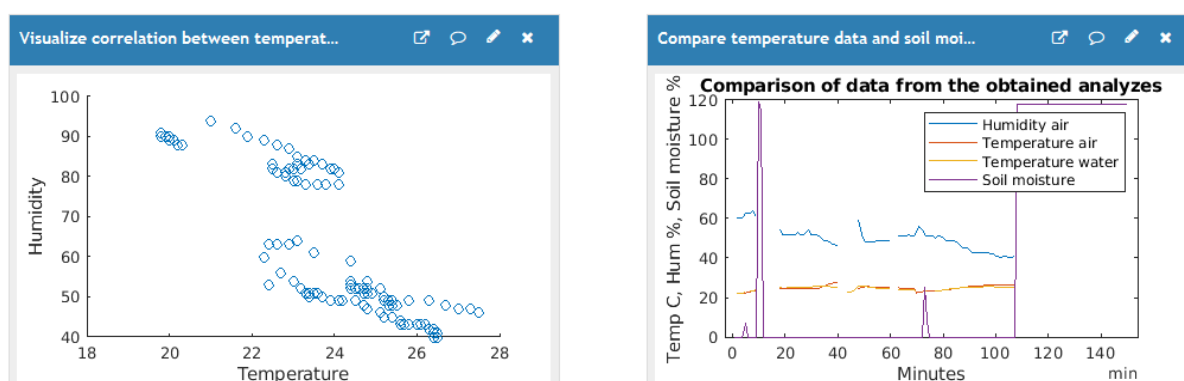 Visualize correlation between temperat...
100
90
80
70
60
50
40
Humidity
18
20
22
24
26
28
Temperature
Compare temperature data and soil moi...
Comparison of data from the obtained analyzes
Temp C, Hum %, Soil moisture %
120
100
80
60
40
20
0
Humidity air
Temperature air
Temperature water
Soil moisture
0
20
40
60
80
100
120
140
Minutes
min